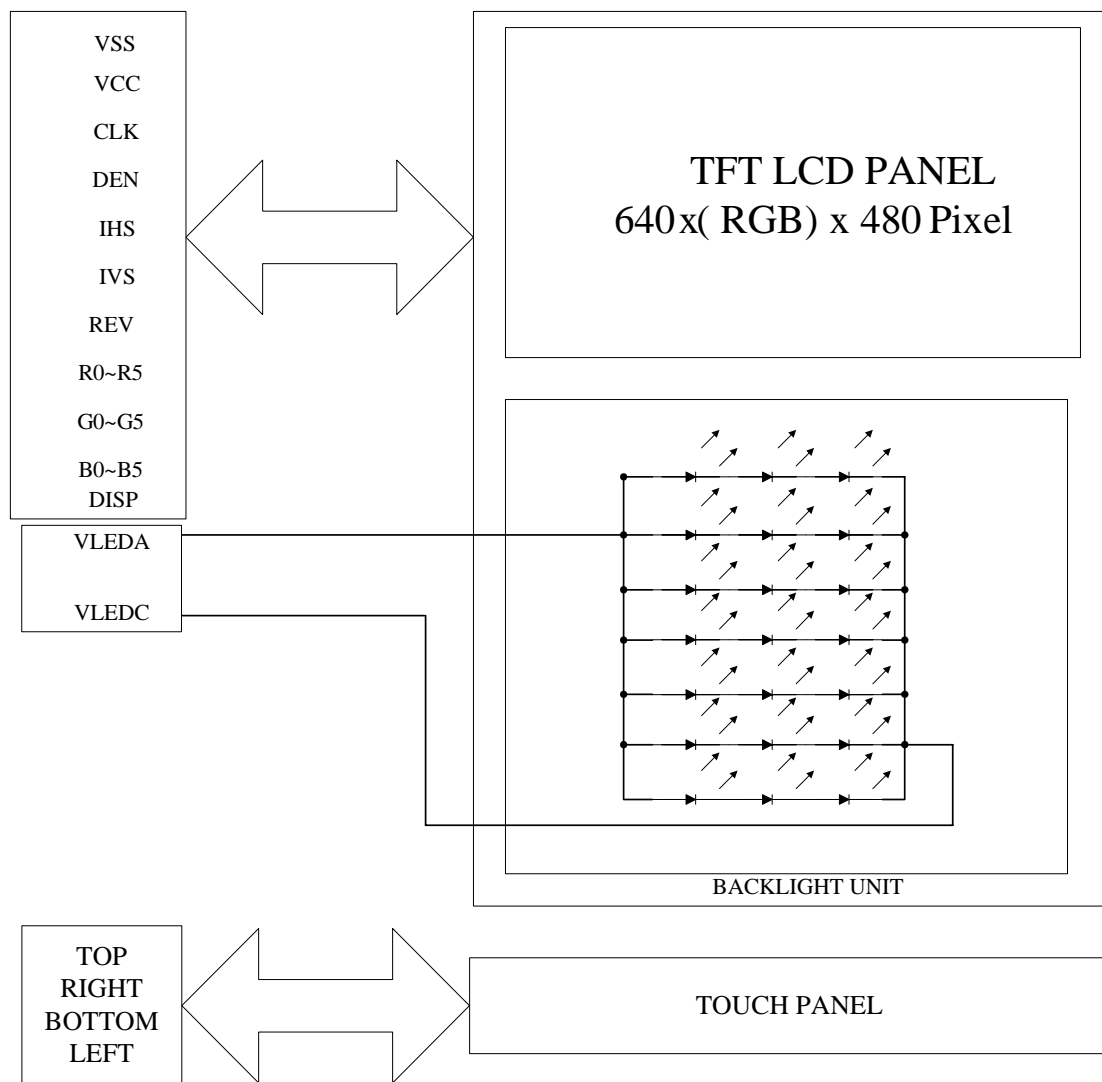 VSS
VCC
CLK
DEN
IHS
IVS
REV
R0~R5
G0~G5
B0~B5
DISP
VLEDA
VLEDC
TFT LCD PANEL
640x( RGB) x 480 Pixel
BACKLIGHT UNIT
TOP
RIGHT
BOTTOM
LEFT
TOUCH PANEL